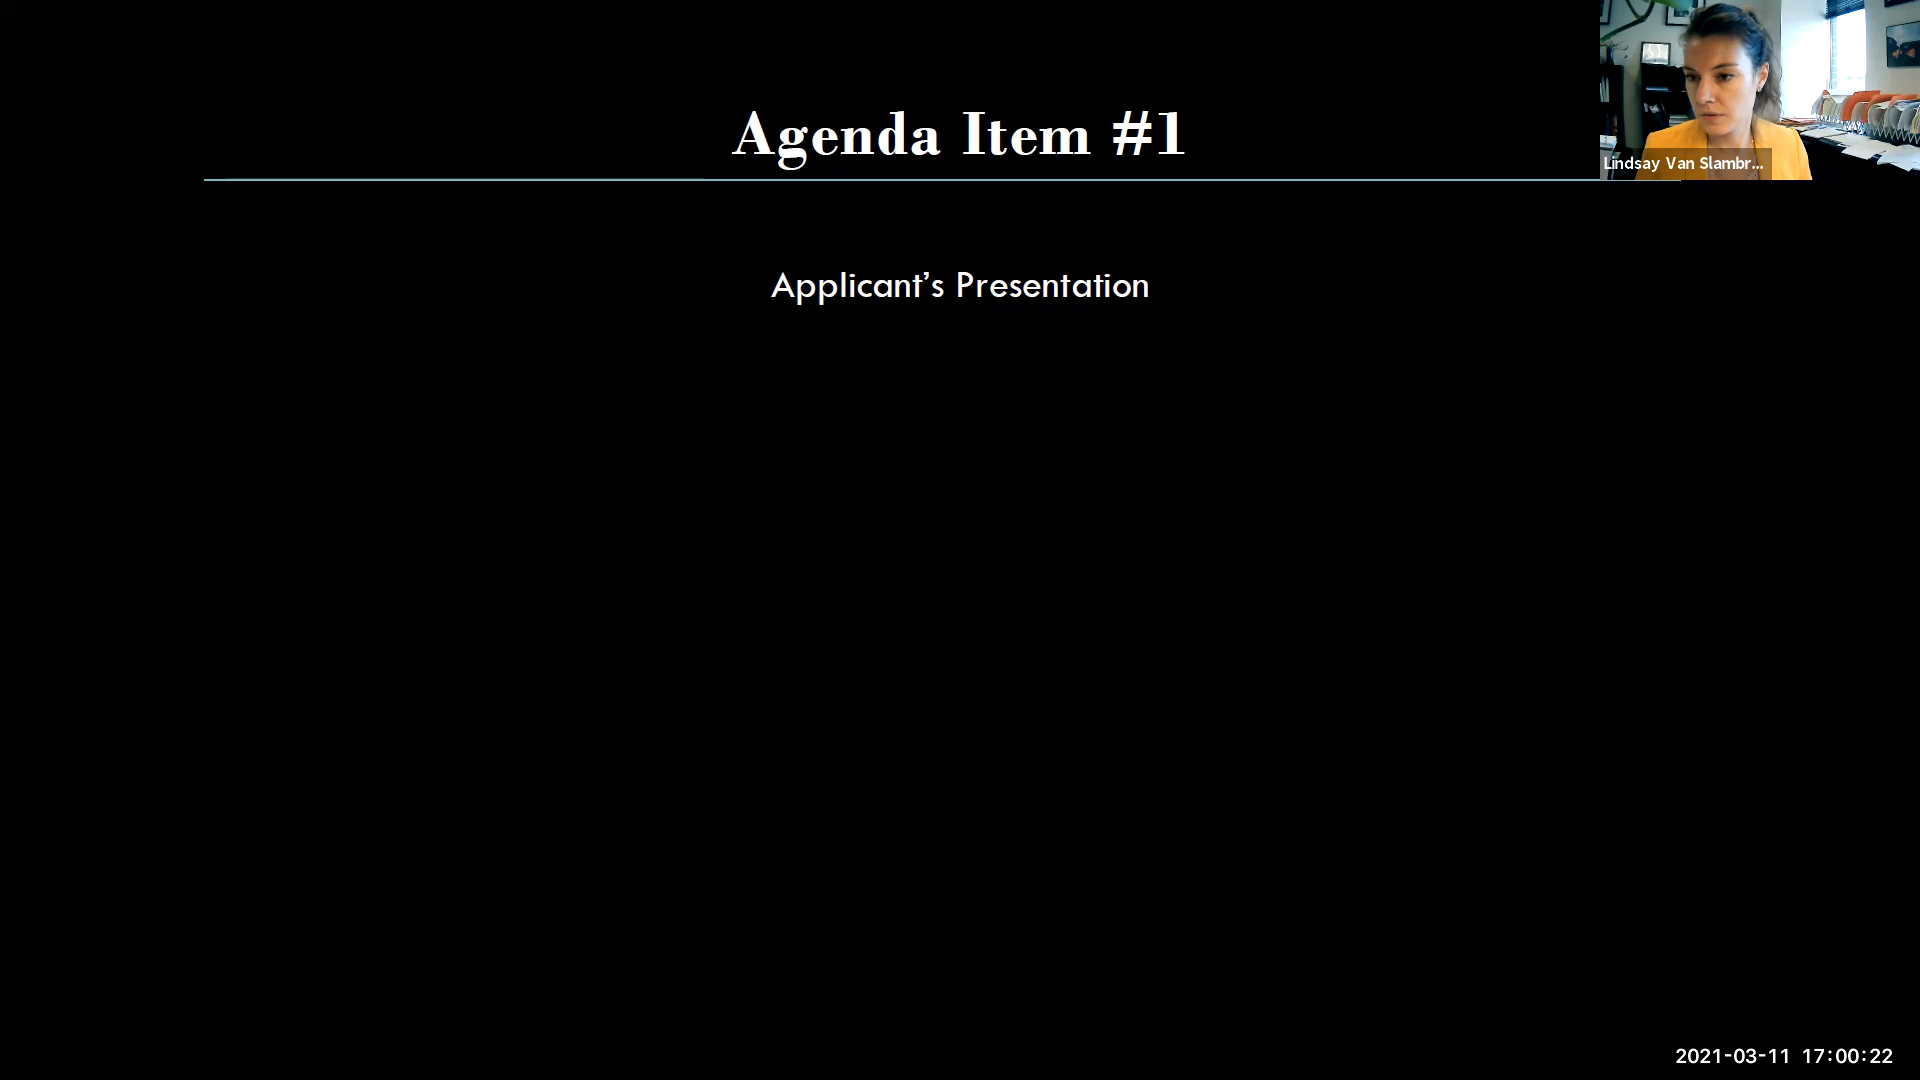 Agenda Item #1
Lindsay Van Slambr...
Applicant’s Presentation
2021-03-11 17:00:22